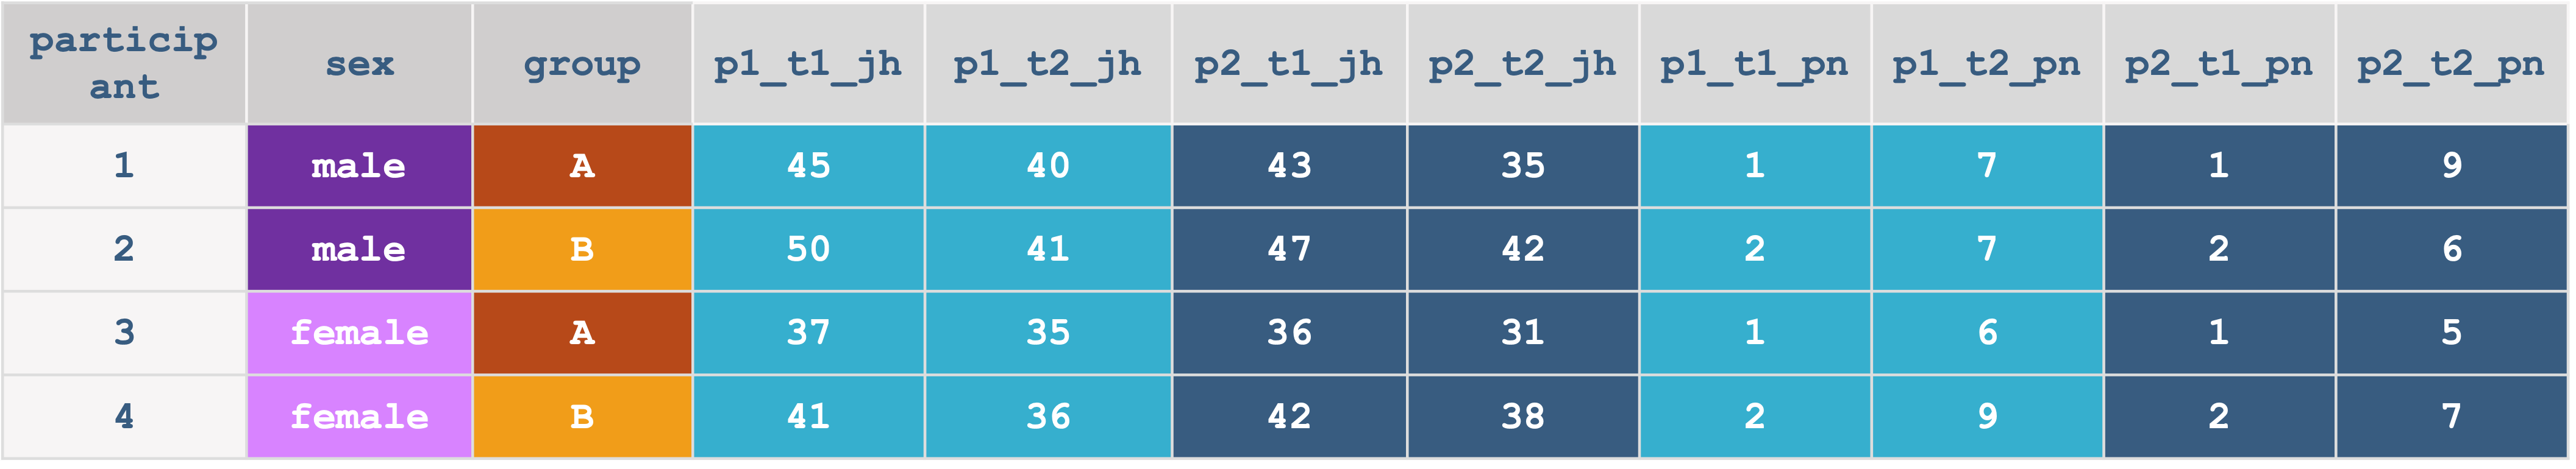 particip
ant sex group p1_t1_jh p1_t2_jh p2_t1_jh p2_t2_jh p1_t1_pn p1_t2_pn p2_t1_pn p2_t2_pn
1 male A 45 40 43 35 1 7 1 9
2 male B 50 41 47 42 2 7 2 6
3 female A 37 35 36 31 1 6 1 5
4 female B 41 36 42 38 2 9 2 7